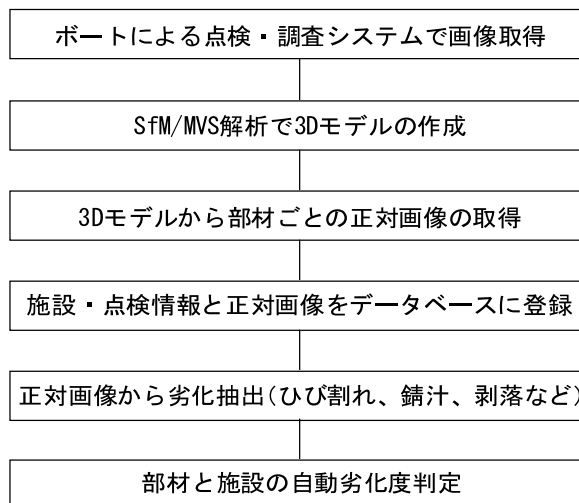 ボートによる点検・調査システムで画像取得
SfM/MVS解析で3Dモデルの作成
3Dモデルから部材ごとの正対画像の取得
施設・点検情報と正対画像をデータベースに登録
正対画像から劣化抽出(ひび割れ、錆汁、剥落など)
部材と施設の自動劣化度判定